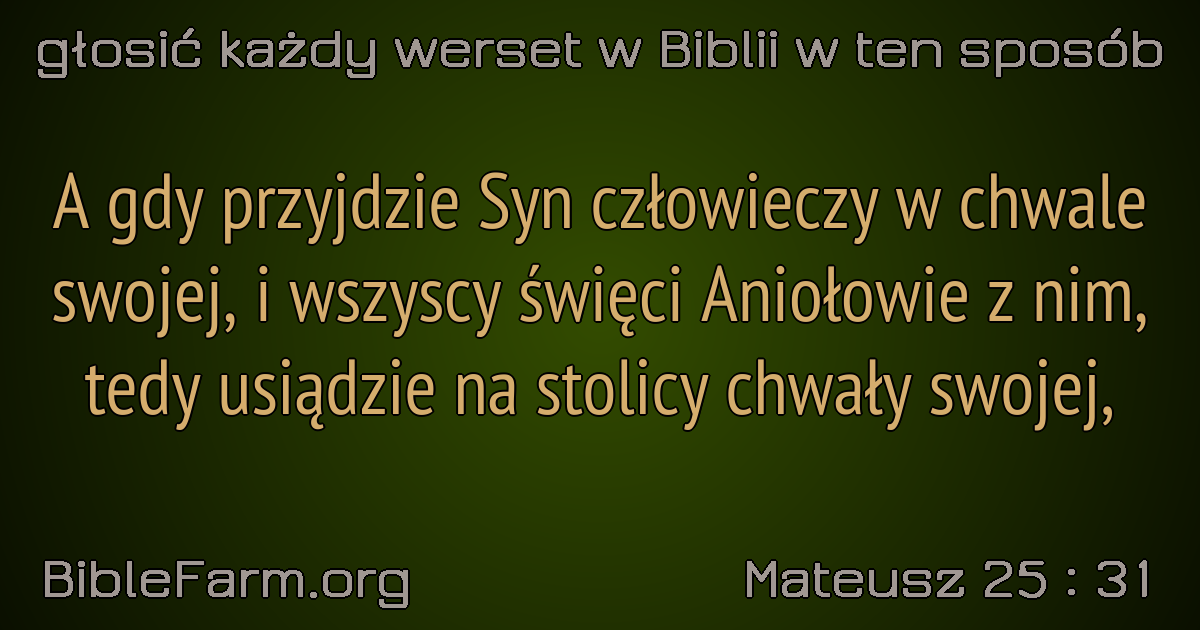 głosić każdy werset w Biblii w ten sposób
A gdy przyjdzie Syn człowieczy w chwale
swojej, i wszyscy święci Aniołowie z nim,
tedy usiądzie na stolicy chwały swojej,
BibleFarm.org
Mateusz 25 : 31